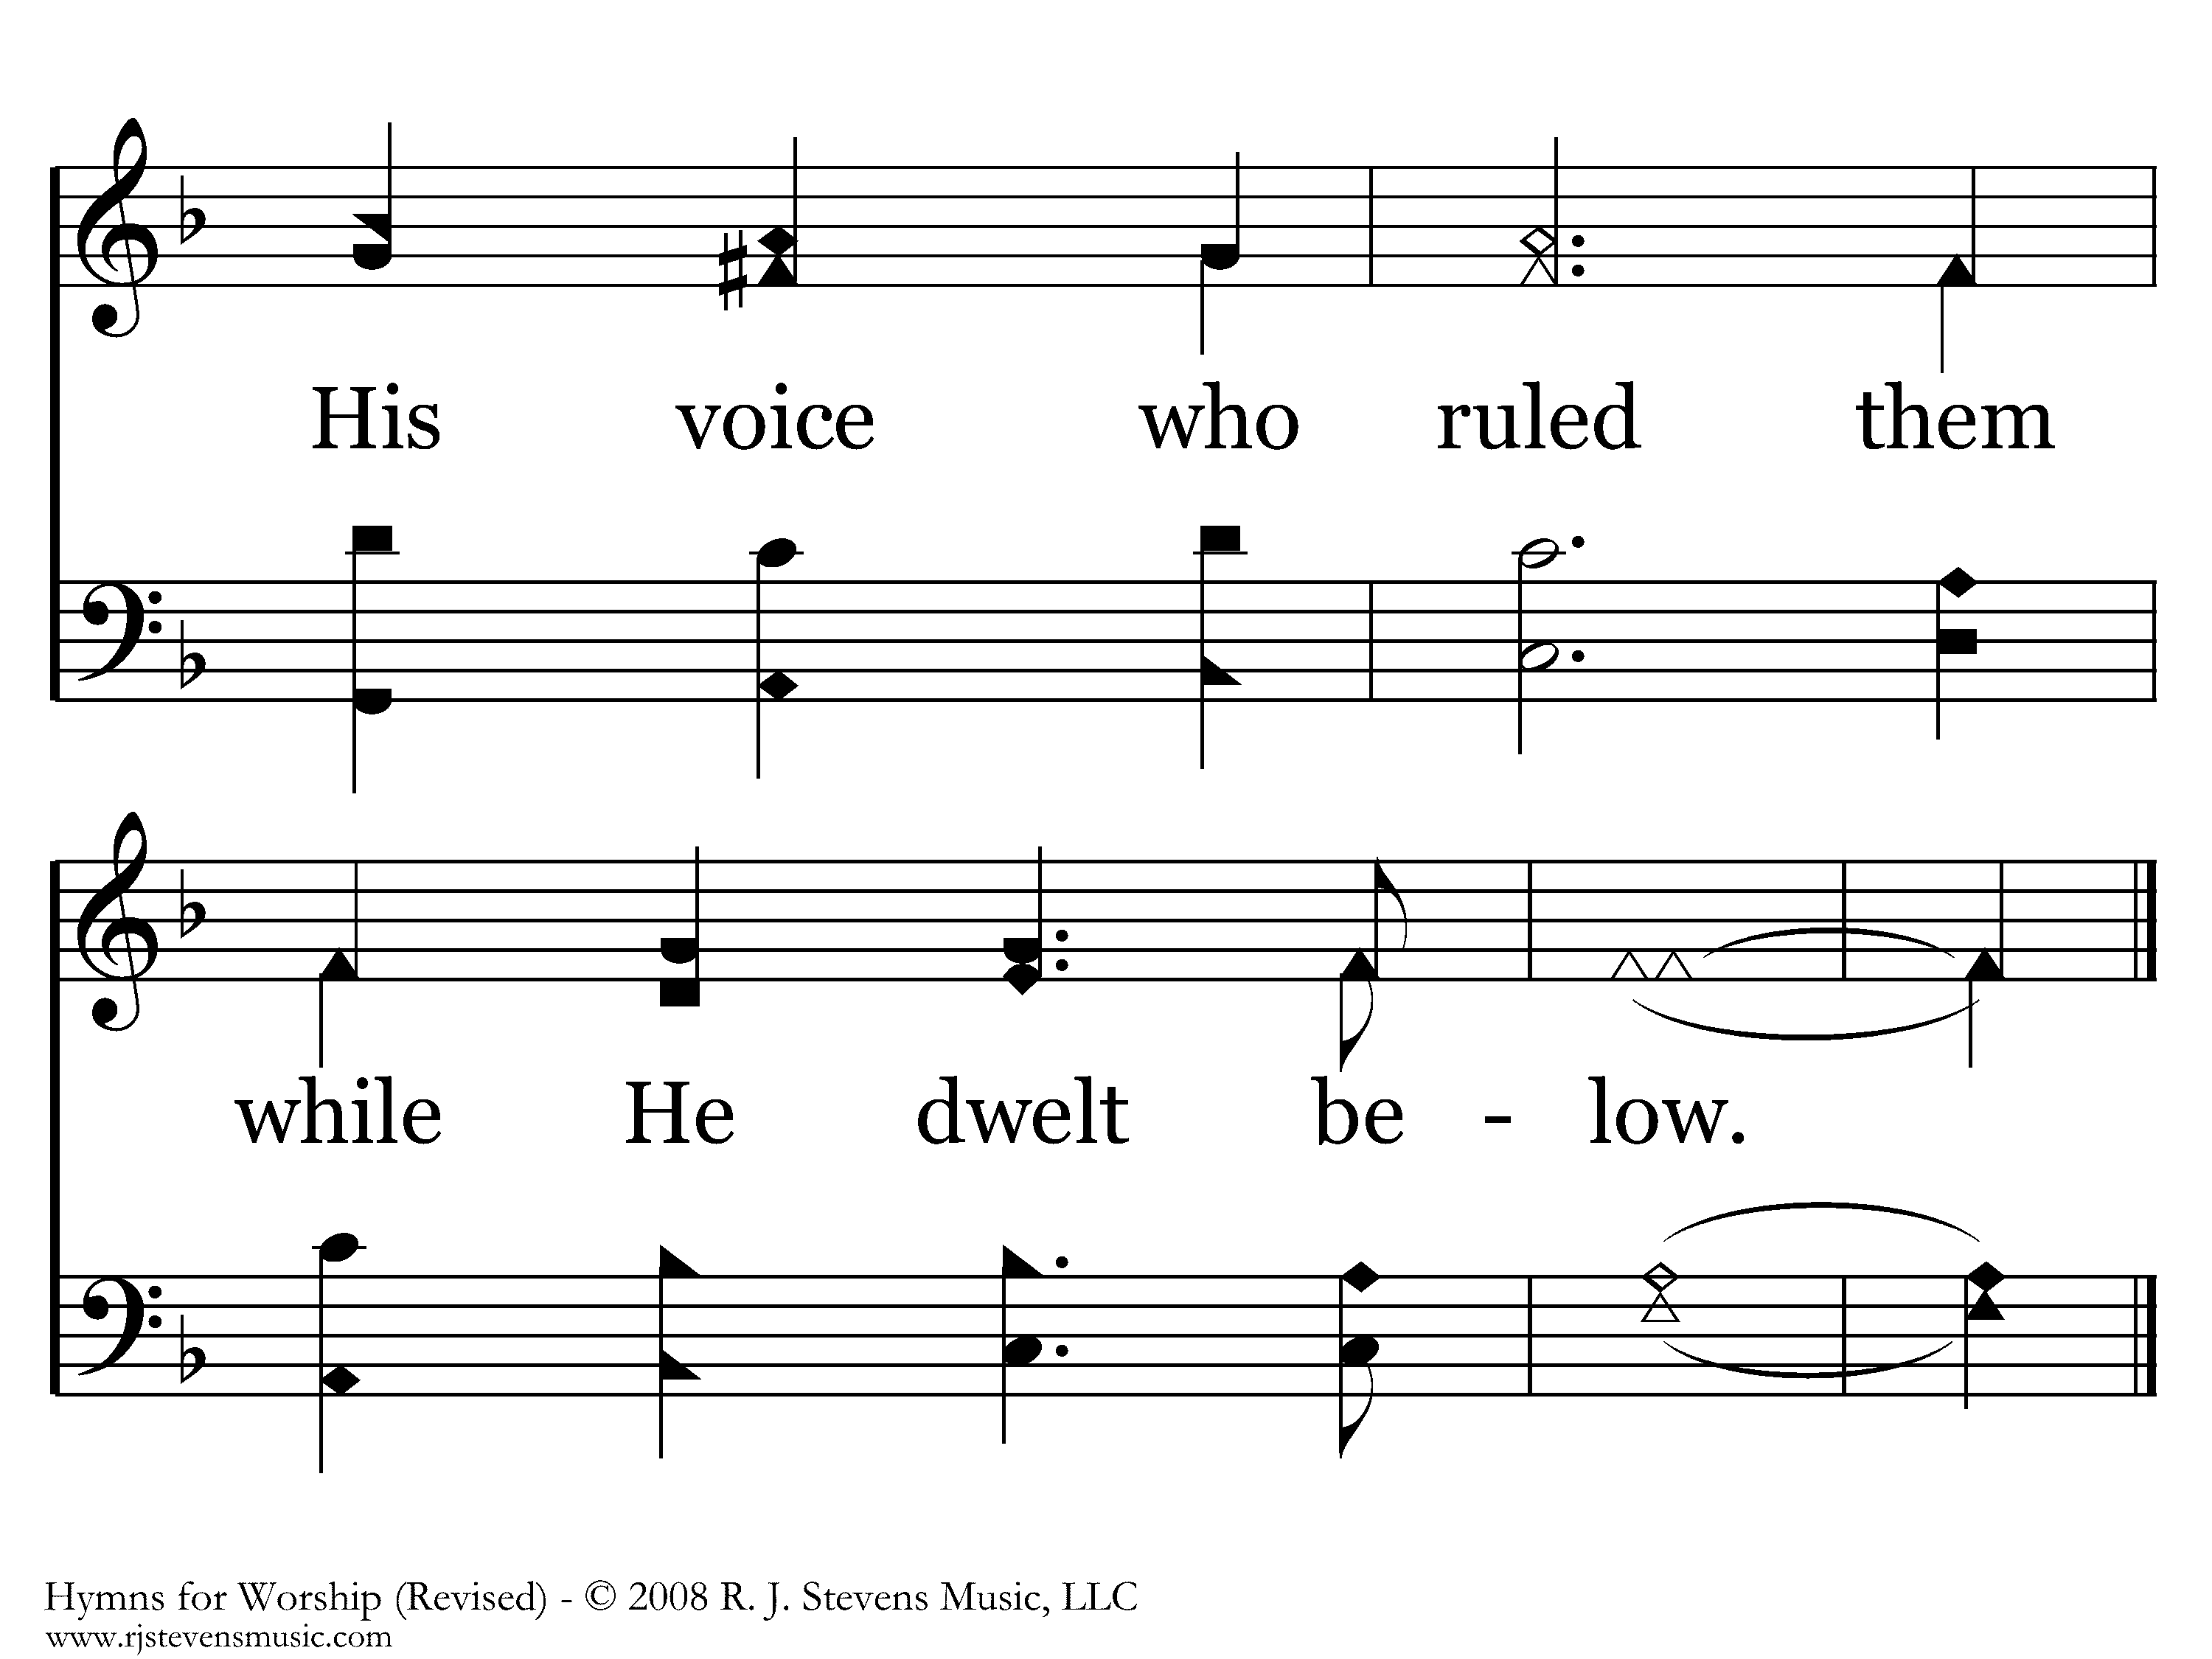 His voice who ruled them
while He dwelt be - low.
Hymns for Worship (Revised) - © 2008 R. J. Stevens Music, LLC
www.rjstevensmusic.com